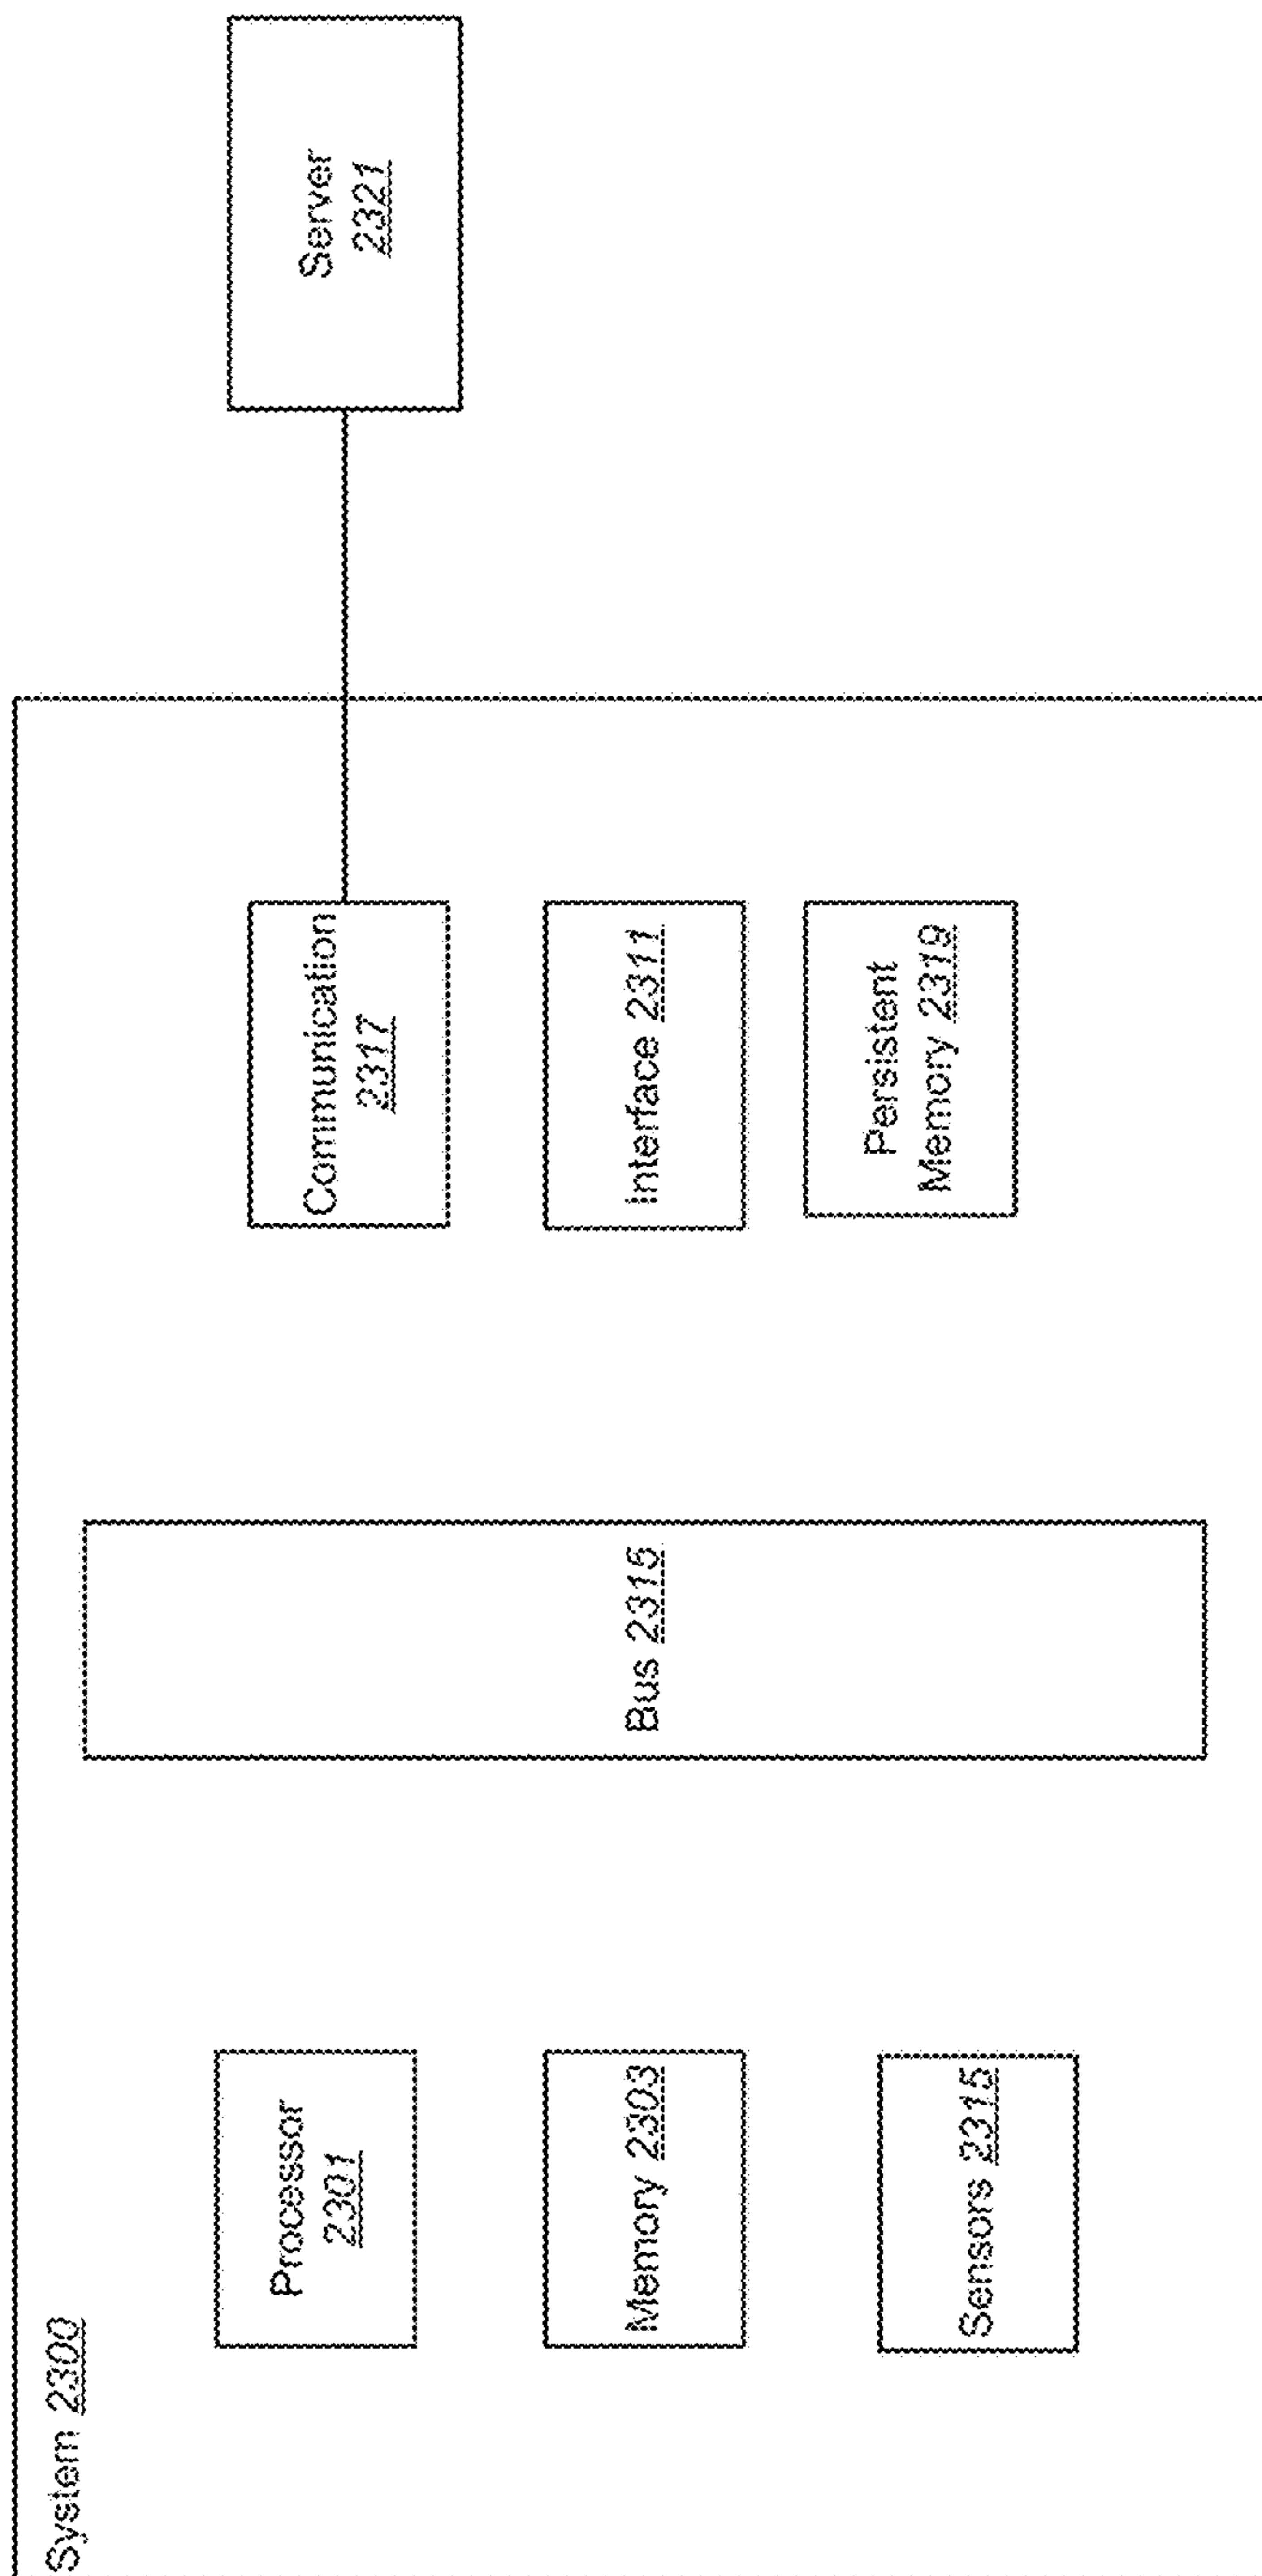 System 2300
Processor
2301
Memory 2303
Sensors 2315
Bus 2315
Communication
2317
Interface 2311
Persistent
Memory 2319
Server
2321